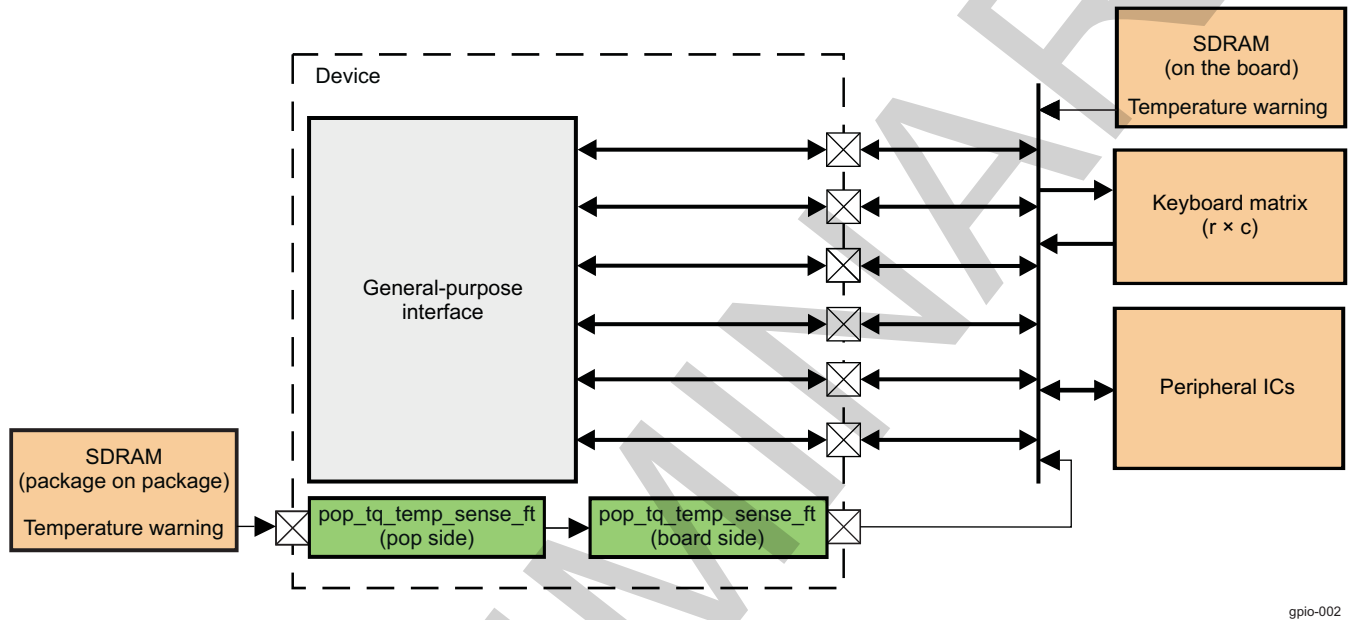 Device
SDRAM
(on the board)
Temperature warning
Keyboard matrix
(r × c)
General-purpose
interface
Peripheral ICs
SDRAM
(package on package)
Temperature warning
pop_tq_temp_sense_ft
(pop side)
pop_tq_temp_sense_ft
(board side)
gpio-002